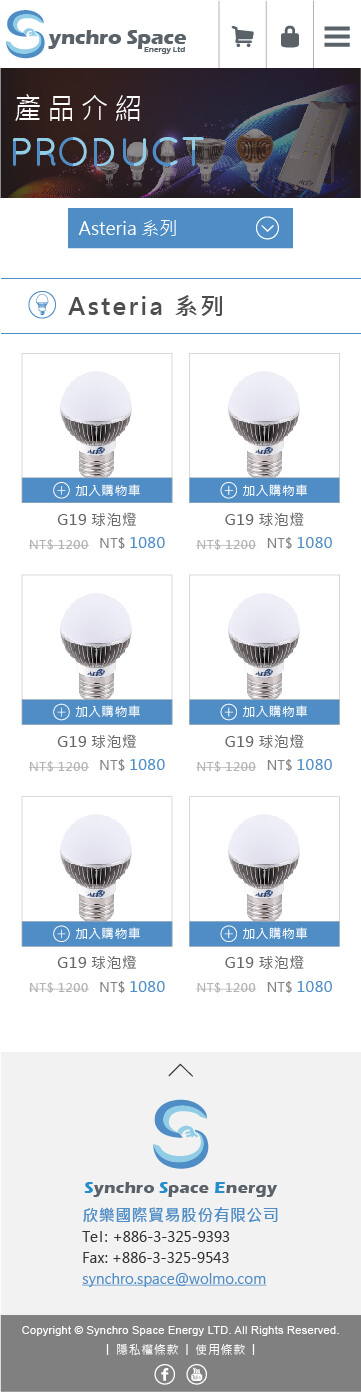 Synchro Space
Energy Ltd
產品介紹
PRODUCT
Asteria 系列
Asteria 系列
加入購物車 加入購物車
G19 球泡燈 G19 球泡燈
NT$ 1200 NT$ 1080 NT$ 1200 NT$ 1080
加入購物車 加入購物車
G19 球泡燈 G19 球泡燈
NT$ 1200 NT$ 1080 NT$ 1200 NT$ 1080
加入購物車 加入購物車
G19 球泡燈 G19 球泡燈
NT$ 1200 NT$ 1080 NT$ 1200 NT$ 1080
Synchro Space Energy
欣樂國際貿易股份有限公司
Tel: +886-3-325-9393
Fax: +886-3-325-9543
synchro.space@wolmo.com
Copyright © Synchro Space Energy LTD. All Rights Reserved.
| 隱私權條款 | 使用條款 |